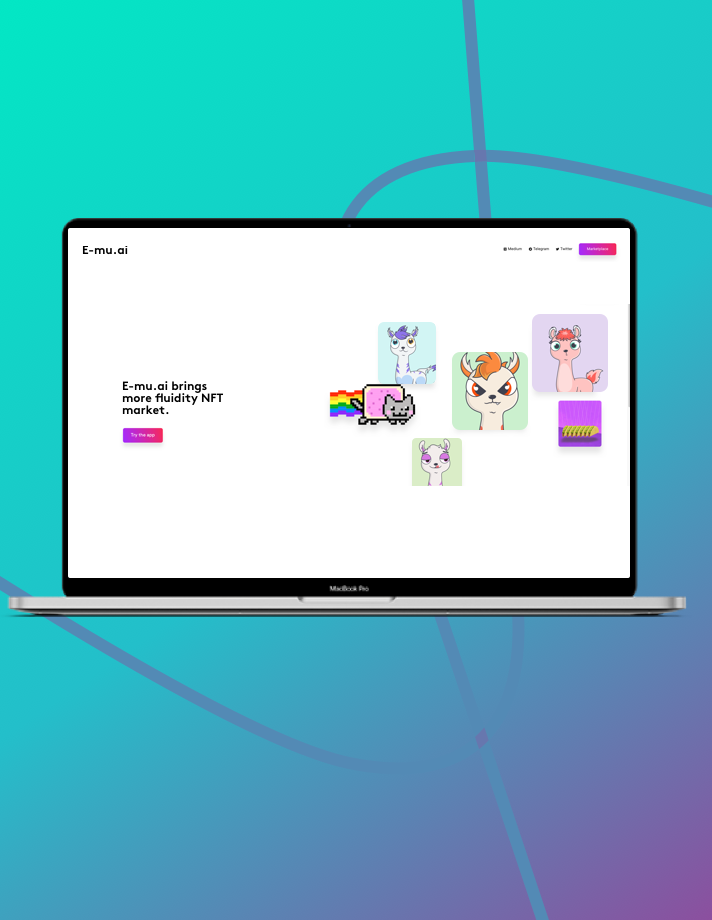 E-mu.ai
Medium Telegram Twitter Marketplace
E-mu.ai brings
more fluidity NFT
market.
Try the app
MacBook Pro